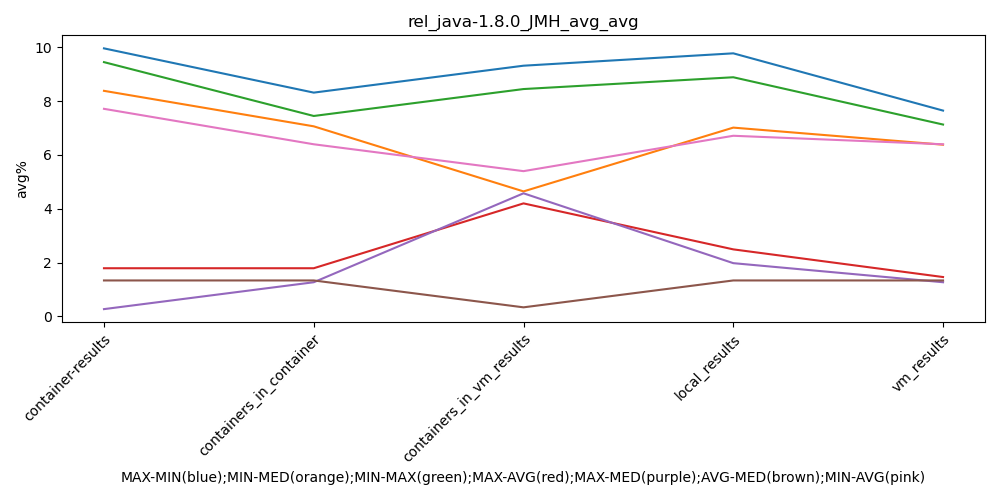 rel_java-1.8.0_JMH_avg_avg
avg%
10
8
6
4
2
0
container-results
containers_in_container
containers_in_vm_results
local_results
vm_results
MAX-MIN(blue);MIN-MED(orange);MIN-MAX(green);MAX-AVG(red);MAX-MED(purple);AVG-MED(brown);MIN-AVG(pink)